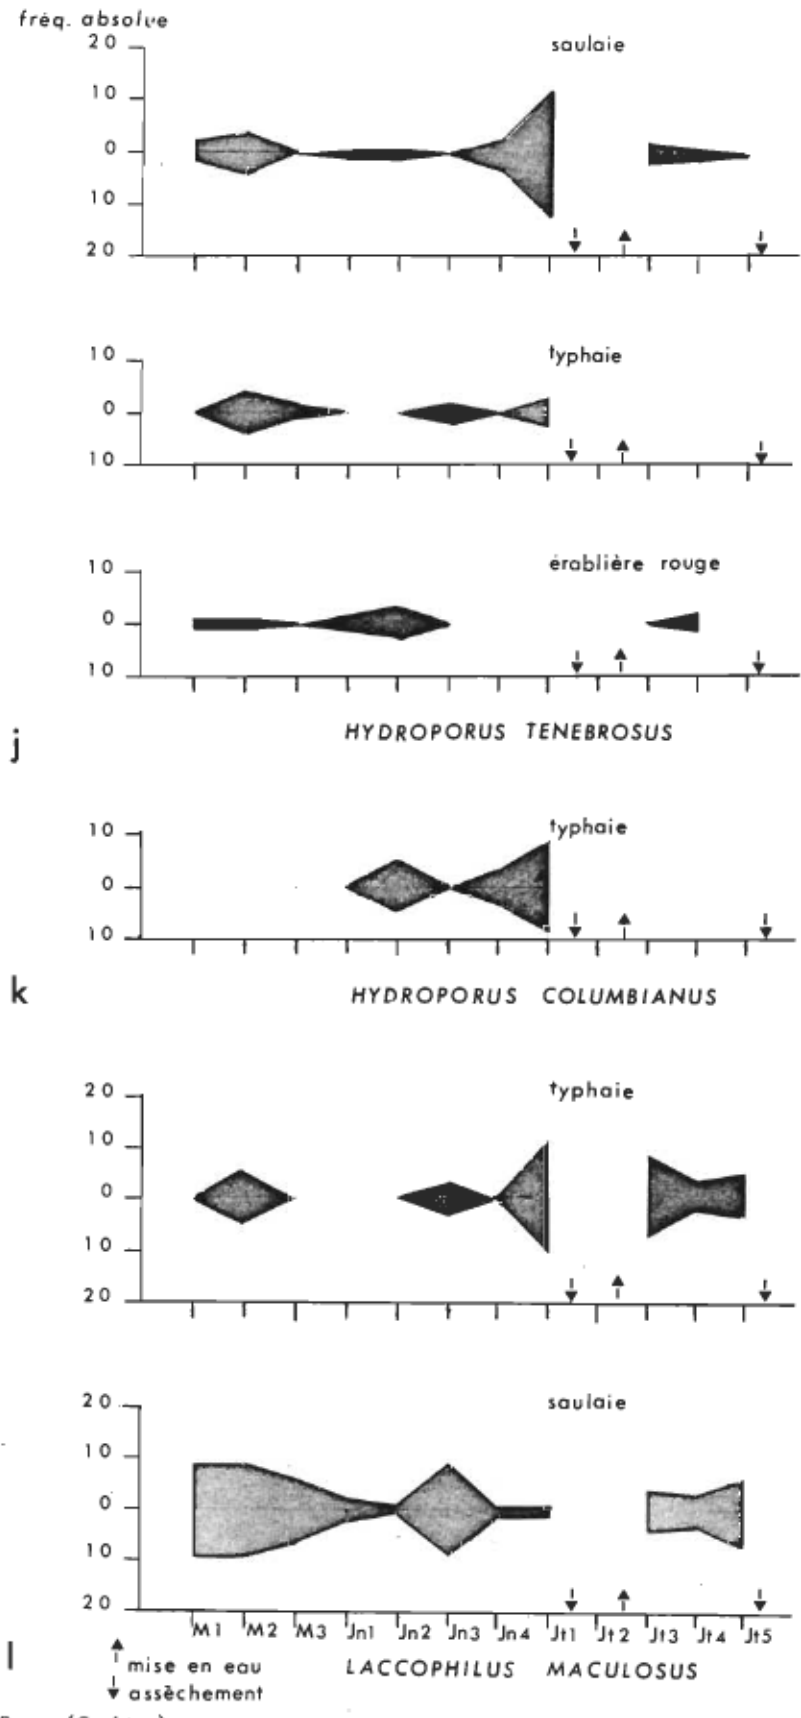 fréq. absolue
20
saulaie
10
0
10
20
10
typhaie
0
10
10
érablière rouge
0
10
j
HYDROPORUS TENEBROSUS
10
typhaie
0
10
k
HYDROPORUS COLUMBIANUS
20
typhaie
10
0
10
20
20
saulaie
10
0
10
20
M1 M2 M3 Jn1 Jn2 Jn3 Jn4 Jt1 Jt2 Jt3 Jt4 Jt5
l
↑ mise en eau
LACCOPHILUS MACULOSUS
↓ assèchement